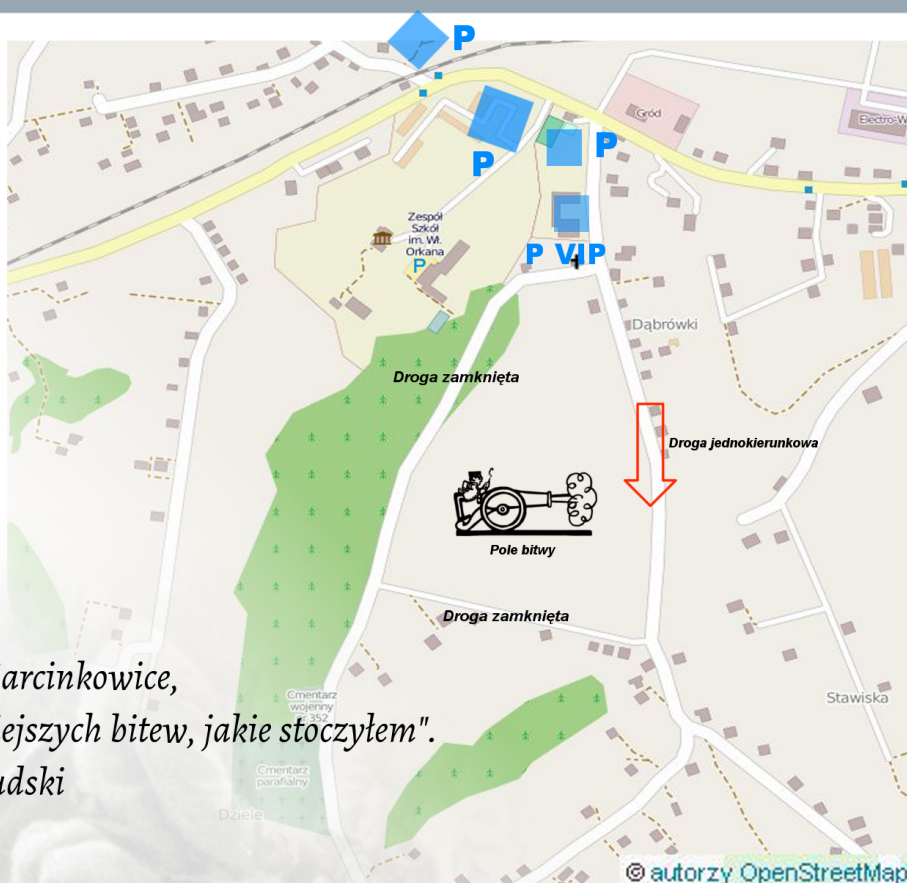 P
P
P
Gród
Electro-W
Zespół
Szkół
im. Wł.
Orkana
P
P VIP
Dąbrówki
Droga zamknięta
Droga jednokierunkowa
Pole bitwy
Droga zamknięta
arcinkowice,
ejszych bitew, jakie stoczyłem".
udski
Cmentarz
wojenny
nr 352
Stawiska
Cmentarz
parafialny
Dziele
© autorzy OpenStreetMap